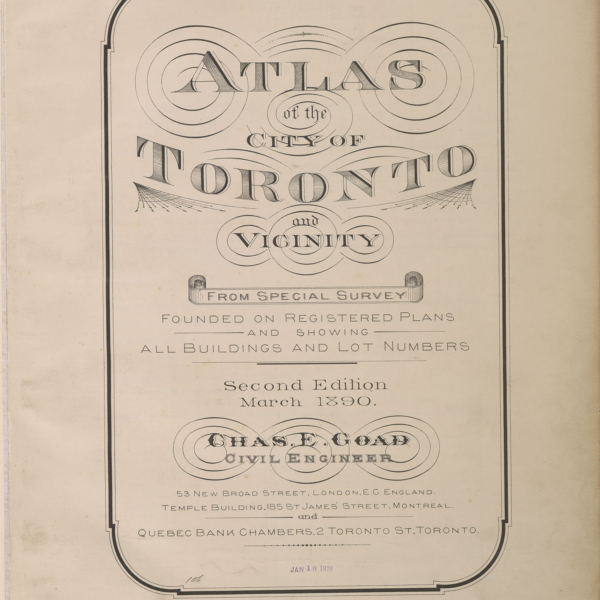 ATLAS
of the
CITY OF
TORONTO
and
VICINITY
FROM SPECIAL SURVEY
FOUNDED ON REGISTERED PLANS
AND SHOWING
ALL BUILDINGS AND LOT NUMBERS
Second Edition
March 1890.
CHAS. E. GOAD
CIVIL ENGINEER
53 NEW BROAD STREET, LONDON, E.C. ENGLAND.
TEMPLE BUILDING, 185 ST JAMES' STREET, MONTREAL.
and
QUEBEC BANK CHAMBERS, 2 TORONTO ST, TORONTO.
JAN 10